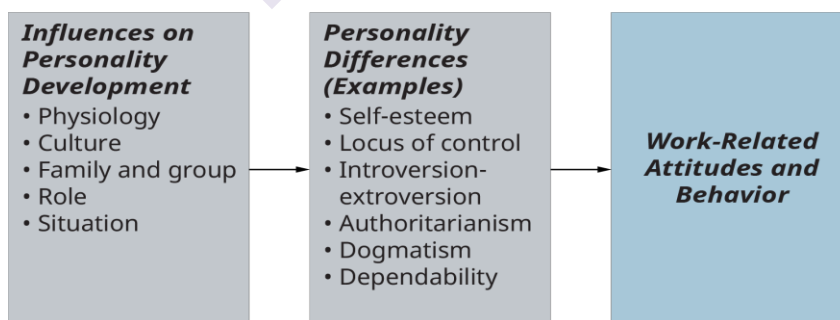 Influences on
Personality
Development
• Physiology
• Culture
• Family and group
• Role
• Situation
Personality
Differences
(Examples)
• Self-esteem
• Locus of control
• Introversion-
extroversion
• Authoritarianism
• Dogmatism
• Dependability
Work-Related
Attitudes and
Behavior